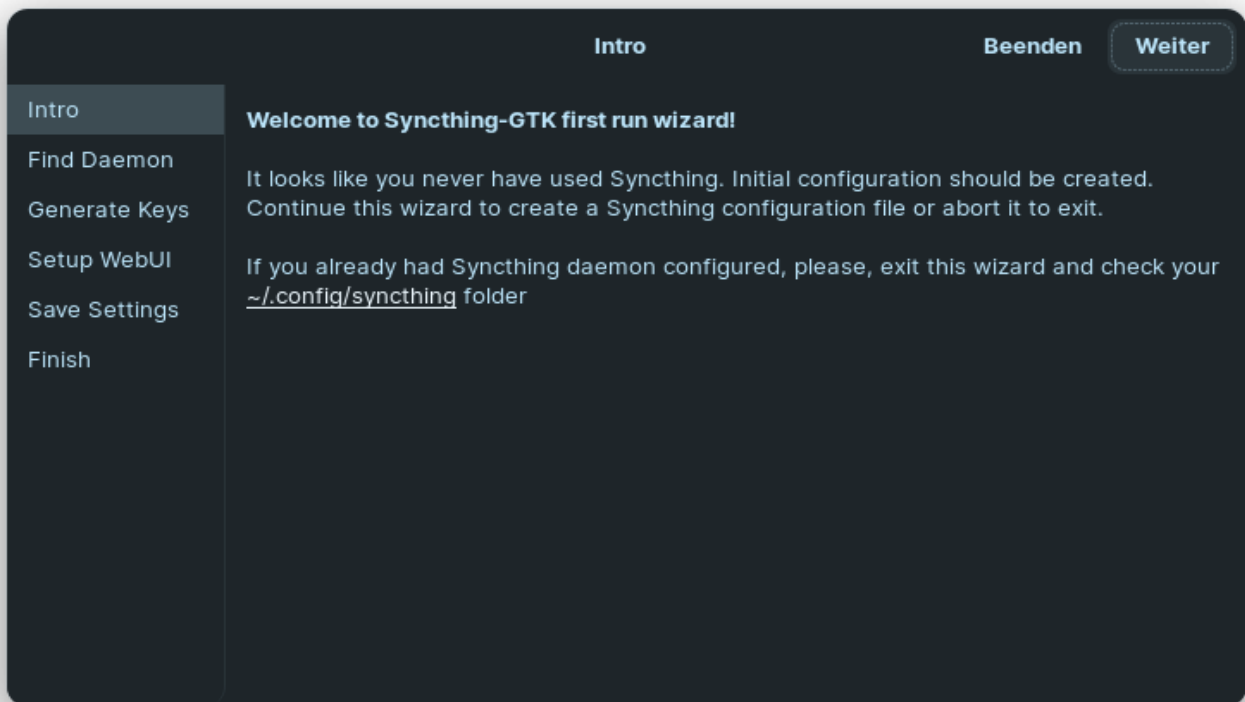 Intro
Beenden
Weiter
Intro
Find Daemon
Generate Keys
Setup WebUI
Save Settings
Finish
Welcome to Syncthing-GTK first run wizard!
It looks like you never have used Syncthing. Initial configuration should be created.
Continue this wizard to create a Syncthing configuration file or abort it to exit.
If you already had Syncthing daemon configured, please, exit this wizard and check your
~/.config/syncthing folder